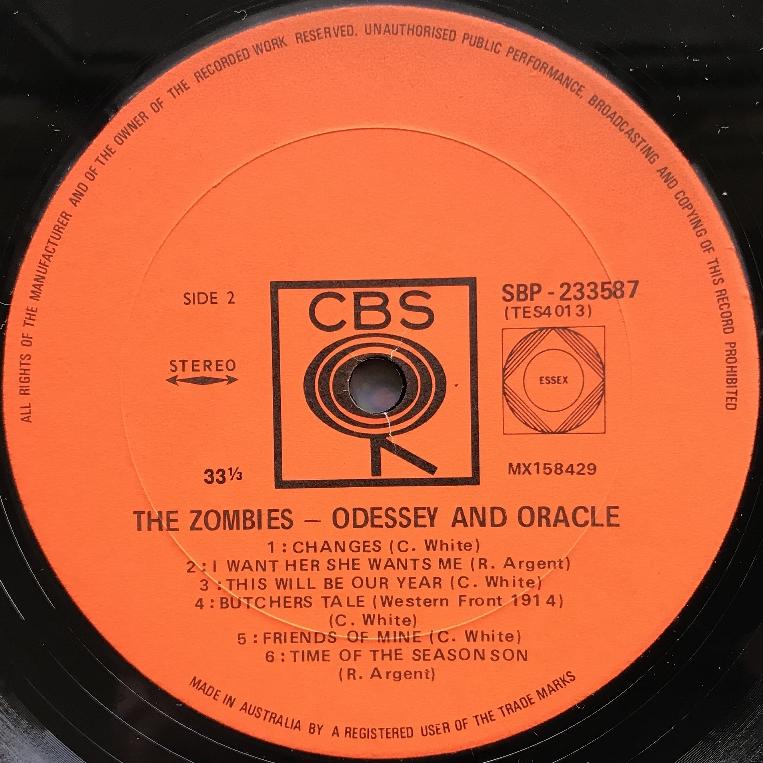 ALL RIGHTS OF THE MANUFACTURER AND OF THE OWNER OF THE RECORDED WORK RESERVED. UNAUTHORISED PUBLIC PERFORMANCE, BROADCASTING AND COPYING OF THIS RECORD PROHIBITED
SIDE 2
CBS
SBP-233587
(TES4013)
STEREO
ESSEX
33⅓
MX158429
THE ZOMBIES – ODESSEY AND ORACLE
1:CHANGES (C. White)
2:I WANT HER SHE WANTS ME (R. Argent)
3:THIS WILL BE OUR YEAR (C. White)
4:BUTCHERS TALE (Western Front 1914)
(C. White)
5:FRIENDS OF MINE (C. White)
6:TIME OF THE SEASON SON
(R. Argent)
MADE IN AUSTRALIA BY A REGISTERED USER OF THE TRADE MARKS